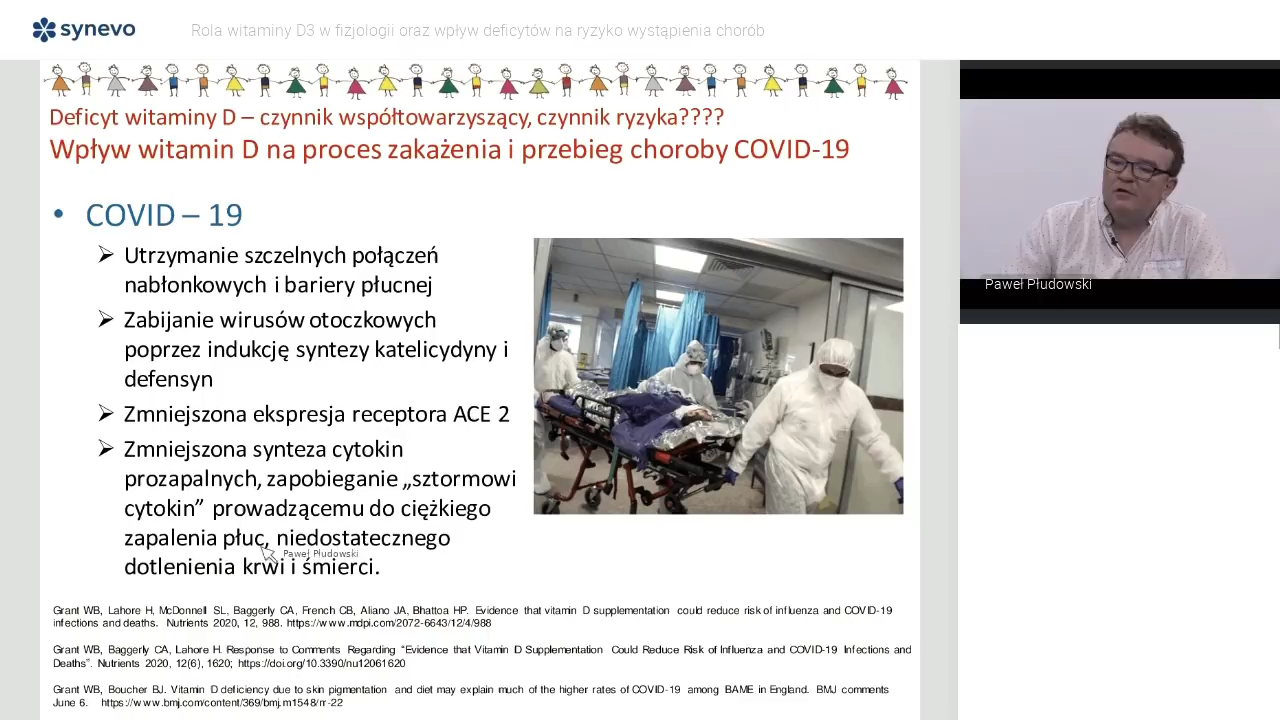 synevo
Rola witaminy D3 w fizjologii oraz wpływ deficytów na ryzyko wystąpienia chorób
Deficyt witaminy D – czynnik współtowarzyszący, czynnik ryzyka????
Wpływ witamin D na proces zakażenia i przebieg choroby COVID-19
• COVID – 19
Utrzymanie szczelnych połączeń
nabłonkowych i bariery płucnej
Zabijanie wirusów otoczkowych
poprzez indukcję syntezy katelicydyny i
defensyn
Zmniejszona ekspresja receptora ACE 2
Zmniejszona synteza cytokin
prozapalnych, zapobieganie „sztormowi
cytokin” prowadzącemu do ciężkiego
zapalenia płuc, niedostatecznego
dotlenienia krwi i śmierci.
Paweł Płudowski
Grant WB, Lahore H, McDonnell SL, Baggerly CA, French CB, Aliano JA, Bhattoa HP. Evidence that vitamin D supplementation could reduce risk of influenza and COVID-19
infections and deaths. Nutrients 2020, 12, 988. https://www.mdpi.com/2072-6643/12/4/988
Grant WB, Baggerly CA, Lahore H. Response to Comments Regarding “Evidence that Vitamin D Supplementation Could Reduce Risk of Influenza and COVID-19 Infections and
Deaths”. Nutrients 2020, 12(6), 1620; https://doi.org/10.3390/nu12061620
Grant WB, Boucher BJ. Vitamin D deficiency due to skin pigmentation and diet may explain much of the higher rates of COVID-19 among BAME in England. BMJ comments
June 6. https://www.bmj.com/content/369/bmj.m1548/rr-22
Paweł Płudowski